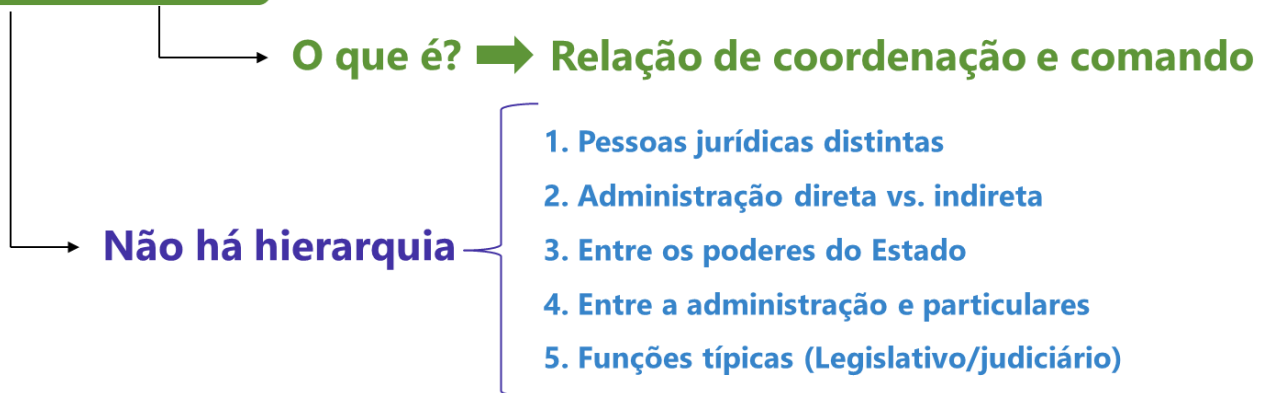 O que é? Relação de coordenação e comando
1. Pessoas jurídicas distintas
2. Administração direta vs. indireta
Não há hierarquia
3. Entre os poderes do Estado
4. Entre a administração e particulares
5. Funções típicas (Legislativo/judiciário)